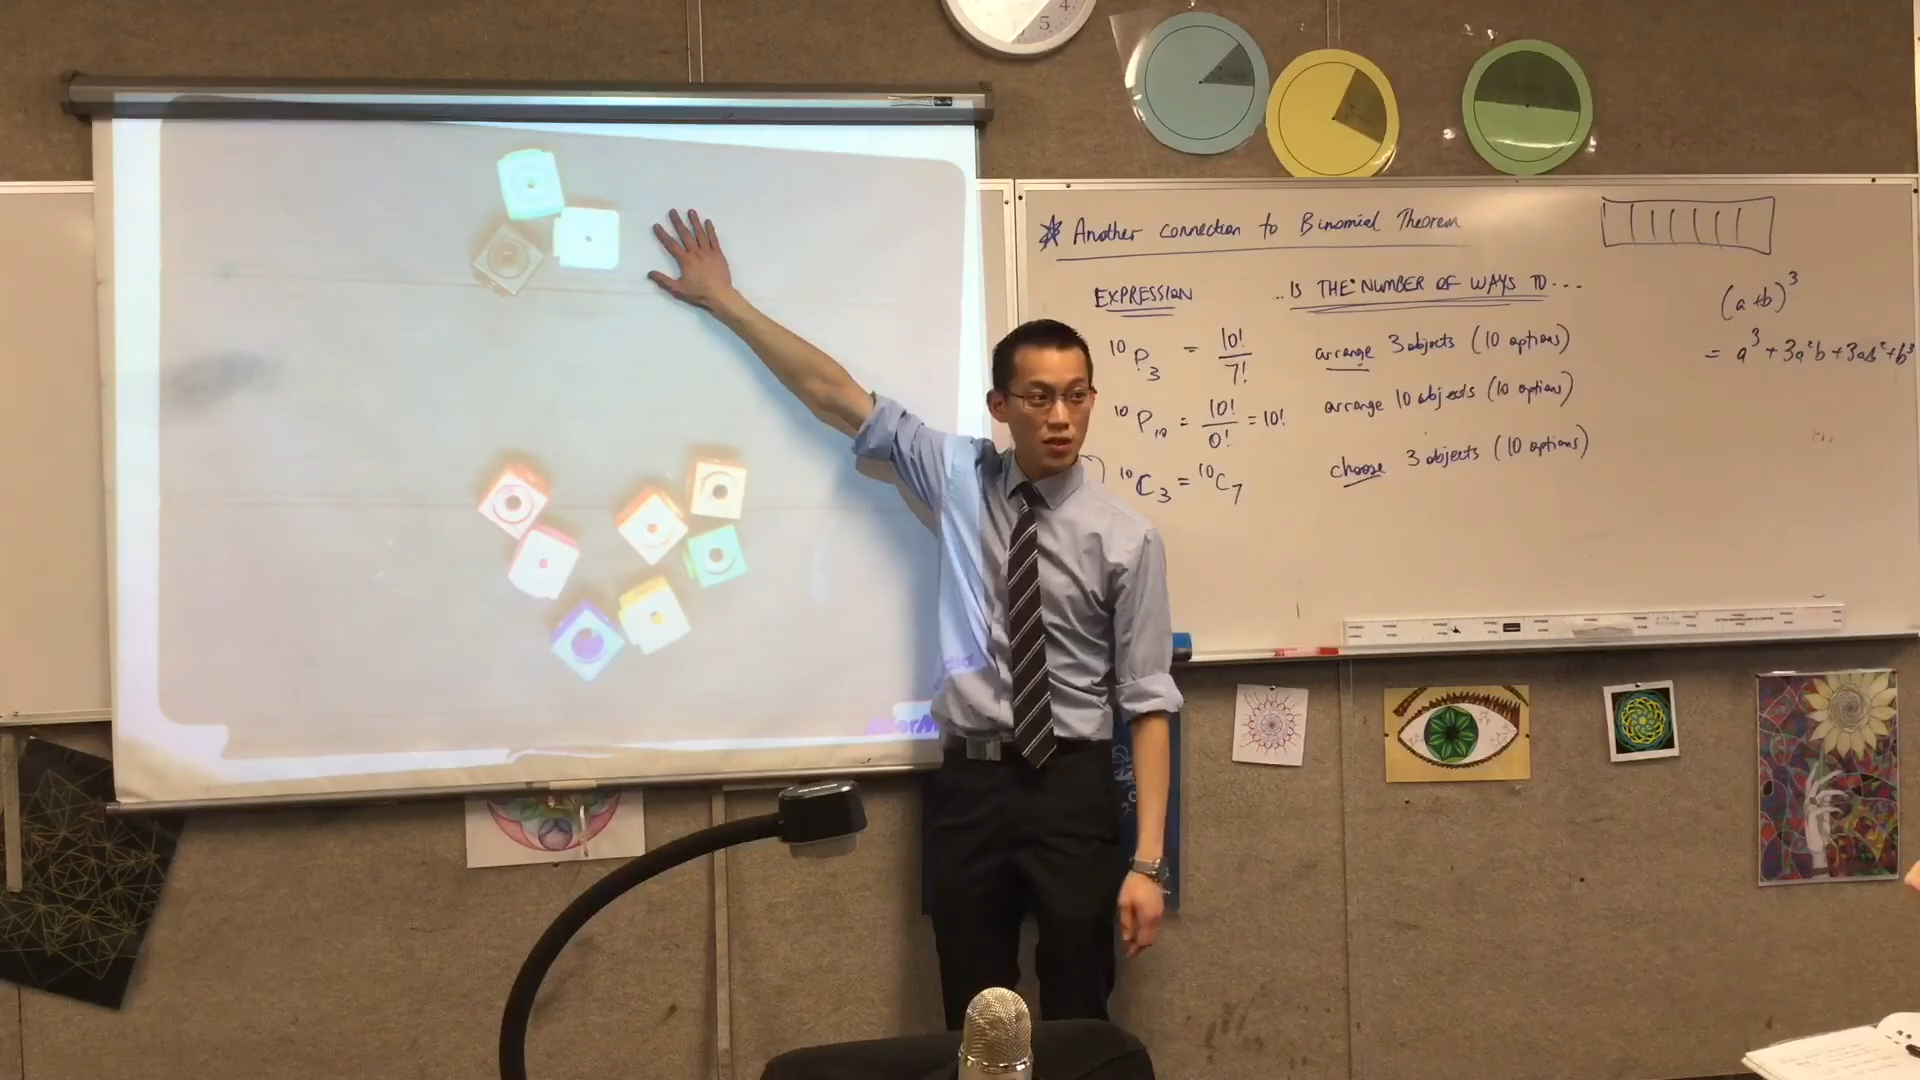 Another connection to Binomial Theorem
EXPRESSION
..IS THE NUMBER OF WAYS TO...
¹⁰P₃ = 10!/7!
arrange 3 objects (10 options)
¹⁰P₁₀ = 10!/0! = 10!
arrange 10 objects (10 options)
¹⁰C₃ = ¹⁰C₇
choose 3 objects (10 options)
(a+b)³
= a³ + 3a²b + 3ab² + b³
5
4